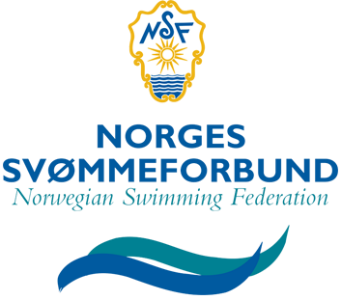 NSF
NORGES
SVØMMEFORBUND
Norwegian Swimming Federation